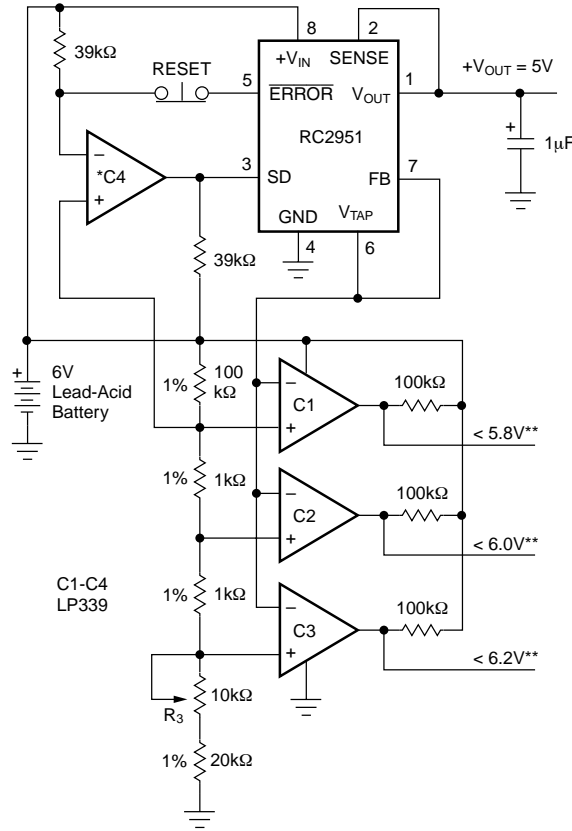 8
2
39kΩ
+VIN
SENSE
RESET
5
ERROR
VOUT
1
+VOUT = 5V
RC2951
+
1µF
–
*C4
+
3
SD
FB
7
GND
VTAP
4
6
39kΩ
+
6V
Lead-Acid
Battery
1%
100
kΩ
–
C1
+
100kΩ
< 5.8V**
1%
1kΩ
–
C2
+
100kΩ
< 6.0V**
C1-C4
LP339
1%
1kΩ
–
C3
+
100kΩ
< 6.2V**
R3
10kΩ
1%
20kΩ